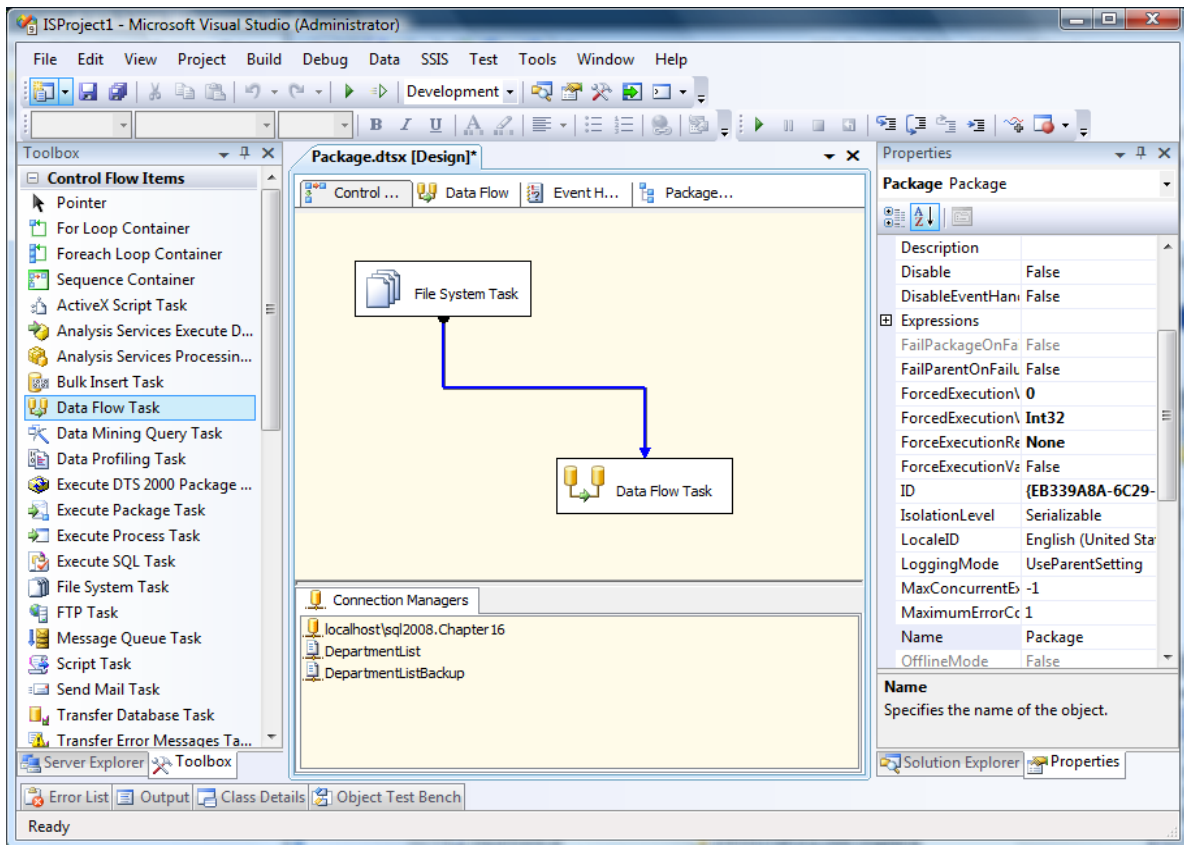 ISProject1 - Microsoft Visual Studio (Administrator)
File Edit View Project Build Debug Data SSIS Test Tools Window Help
Development
B I U
Toolbox
Control Flow Items
Pointer
For Loop Container
Foreach Loop Container
Sequence Container
ActiveX Script Task
Analysis Services Execute D...
Analysis Services Processin...
Bulk Insert Task
Data Flow Task
Data Mining Query Task
Data Profiling Task
Execute DTS 2000 Package ...
Execute Package Task
Execute Process Task
Execute SQL Task
File System Task
FTP Task
Message Queue Task
Script Task
Send Mail Task
Transfer Database Task
Transfer Error Messages Ta...
Server Explorer Toolbox
Package.dtsx [Design]*
Control ... Data Flow Event H... Package...
File System Task
Data Flow Task
Connection Managers
localhost\sql2008.Chapter16
DepartmentList
DepartmentListBackup
Properties
Package Package
Description
Disable False
DisableEventHan False
Expressions
FailPackageOnFa False
FailParentOnFailu False
ForcedExecution 0
ForcedExecution Int32
ForceExecutionRe None
ForceExecutionVa False
ID {EB339A8A-6C29-
IsolationLevel Serializable
LocaleID English (United Sta
LoggingMode UseParentSetting
MaxConcurrentE -1
MaximumErrorCo 1
Name Package
OfflineMode False
Name
Specifies the name of the object.
Solution Explorer Properties
Error List Output Class Details Object Test Bench
Ready